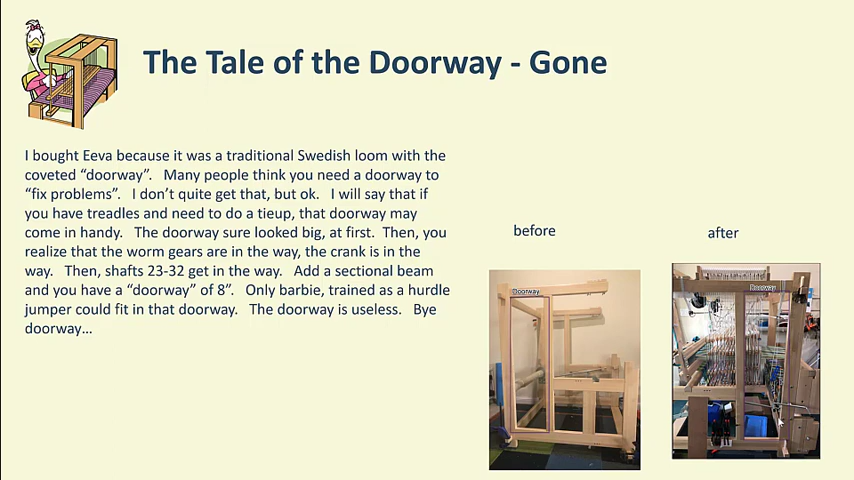 The Tale of the Doorway - Gone
I bought Eeva because it was a traditional Swedish loom with the
coveted “doorway”.   Many people think you need a doorway to
“fix problems”.   I don’t quite get that, but ok.   I will say that if
you have treadles and need to do a tieup, that doorway may
come in handy.   The doorway sure looked big, at first.  Then, you
realize that the worm gears are in the way, the crank is in the
way.   Then, shafts 23-32 get in the way.   Add a sectional beam
and you have a “doorway” of 8”.   Only barbie, trained as a hurdle
jumper could fit in that doorway.   The doorway is useless.   Bye
doorway…
before
after
Doorway
Doorway